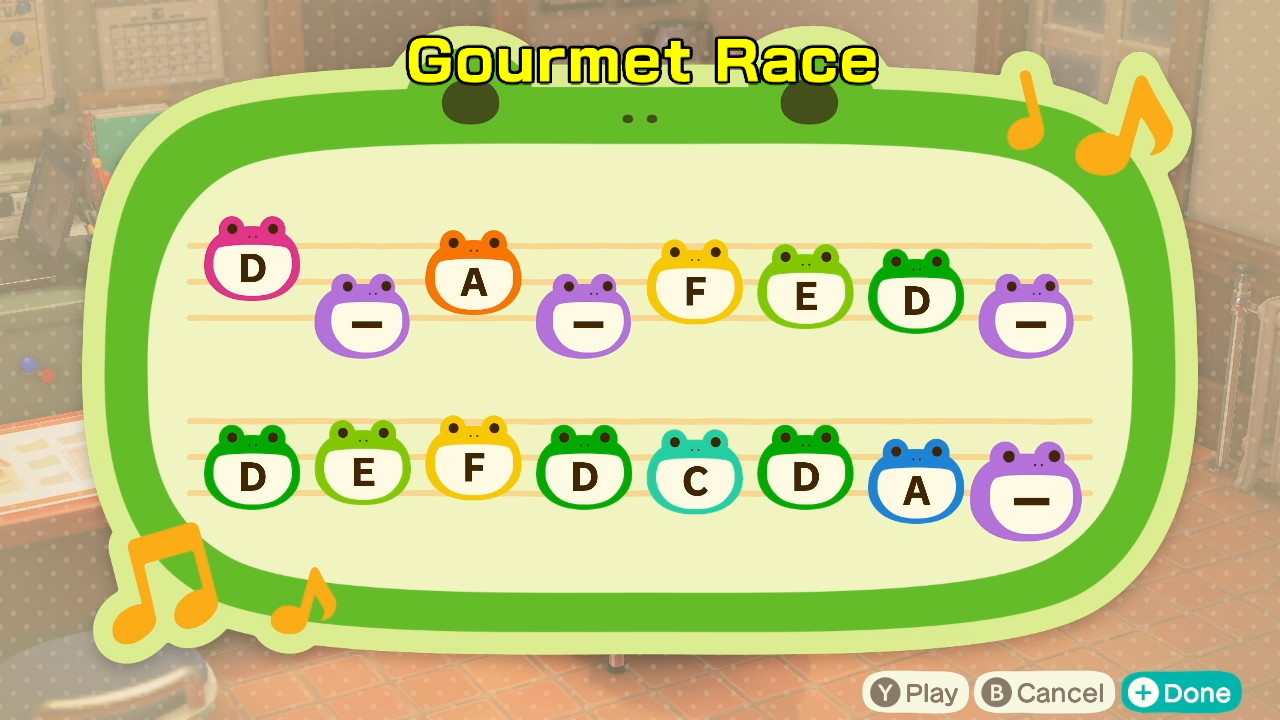 Gourmet Race
D – A – F E D –
D E F D C D A –
Y Play B Cancel + Done